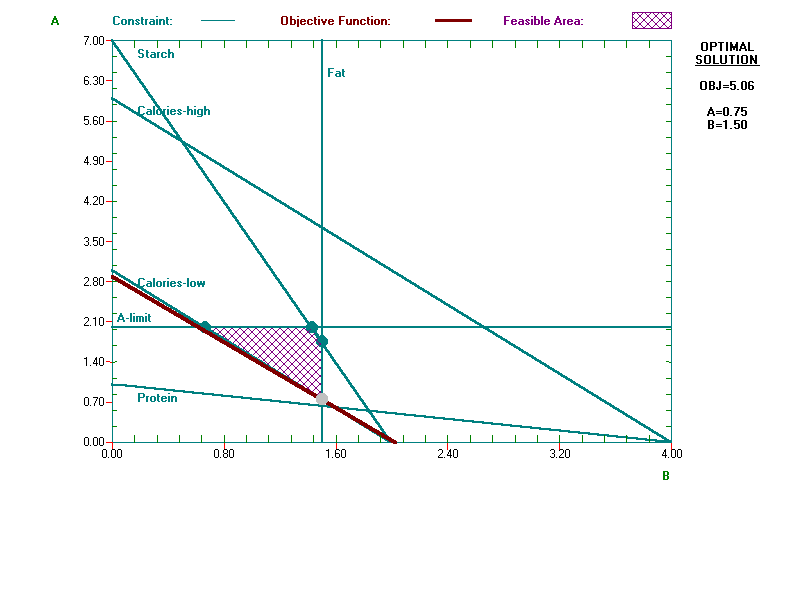 A Constraint: Objective Function: Feasible Area:
7.00
Starch
OPTIMAL
SOLUTION
Fat
6.30
OBJ=5.06
Calories-high
A=0.75
5.60
B=1.50
4.90
4.20
3.50
2.80
Calories-low
2.10
A-limit
1.40
0.70
Protein
0.00
0.00 0.80 1.60 2.40 3.20 4.00
B